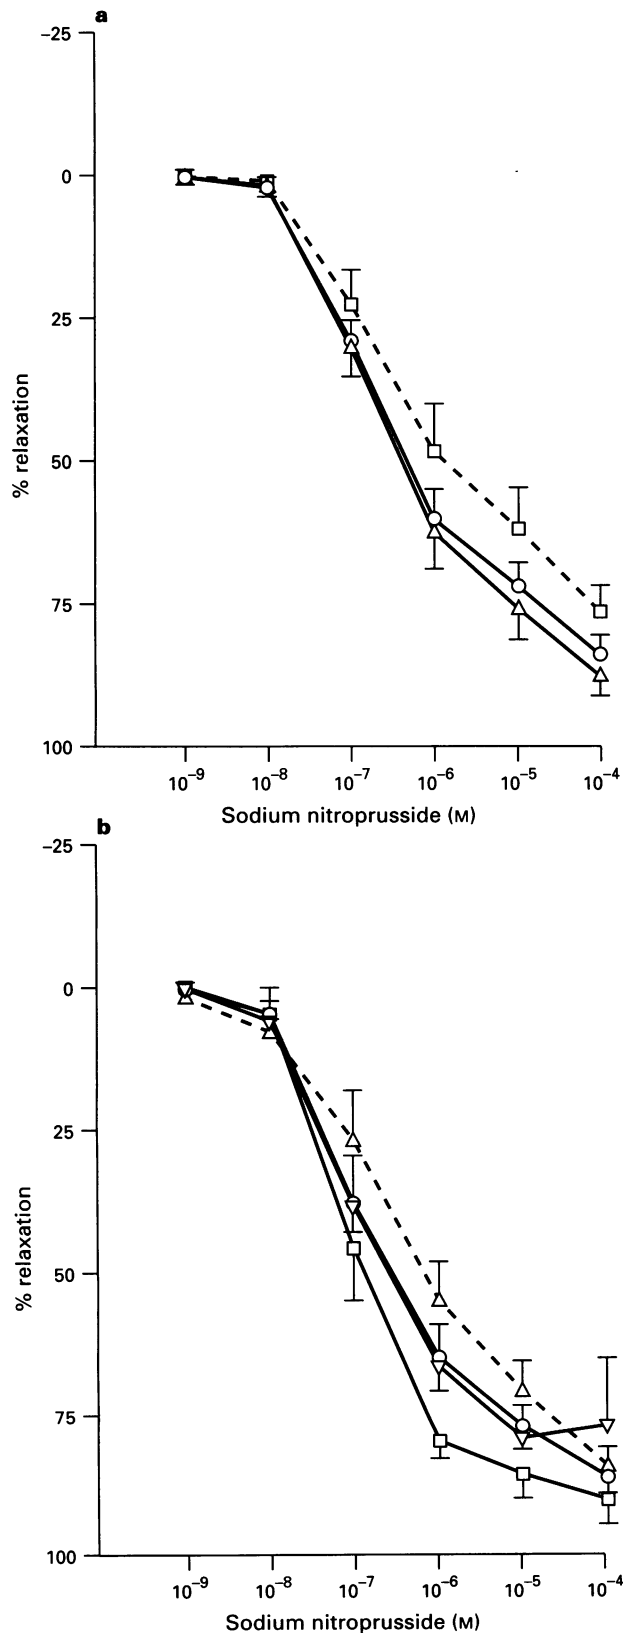 a
–25
0
25
50
75
100
% relaxation
10⁻⁹ 10⁻⁸ 10⁻⁷ 10⁻⁶ 10⁻⁵ 10⁻⁴
Sodium nitroprusside (M)
b
–25
0
25
50
75
100
% relaxation
10⁻⁹ 10⁻⁸ 10⁻⁷ 10⁻⁶ 10⁻⁵ 10⁻⁴
Sodium nitroprusside (M)